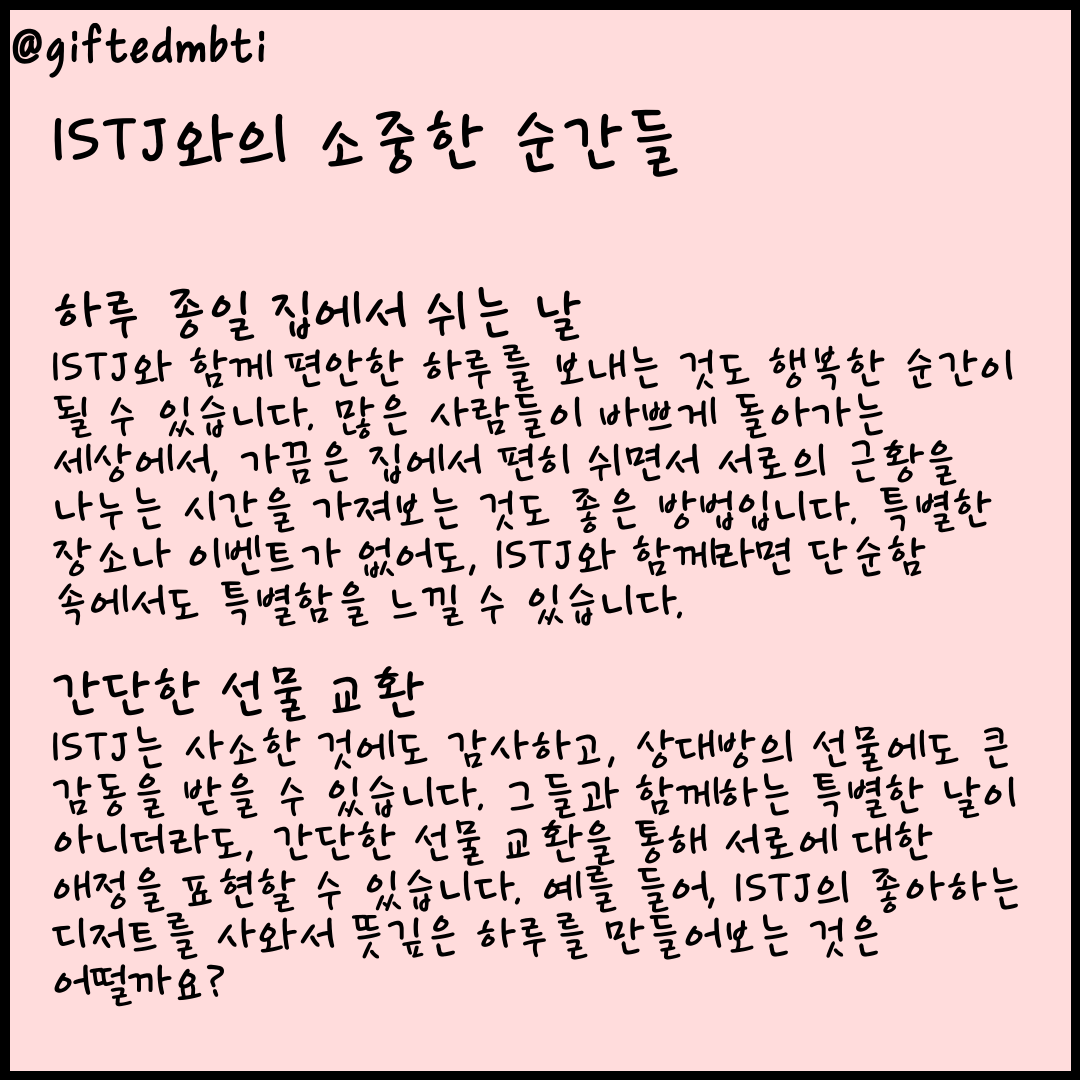 @giftedmbti
ISTJ와의 소중한 순간들
하루 종일 집에서 쉬는 날
ISTJ와 함께 편안한 하루를 보내는 것도 행복한 순간이
될 수 있습니다. 많은 사람들이 바쁘게 돌아가는
세상에서, 가끔은 집에서 편히 쉬면서 서로의 근황을
나누는 시간을 가져보는 것도 좋은 방법입니다. 특별한
장소나 이벤트가 없어도, ISTJ와 함께라면 단순함
속에서도 특별함을 느낄 수 있습니다.
간단한 선물 교환
ISTJ는 사소한 것에도 감사하고, 상대방의 선물에도 큰
감동을 받을 수 있습니다. 그들과 함께하는 특별한 날이
아니더라도, 간단한 선물 교환을 통해 서로에 대한
애정을 표현할 수 있습니다. 예를 들어, ISTJ의 좋아하는
디저트를 사와서 뜻깊은 하루를 만들어보는 것은
어떨까요?